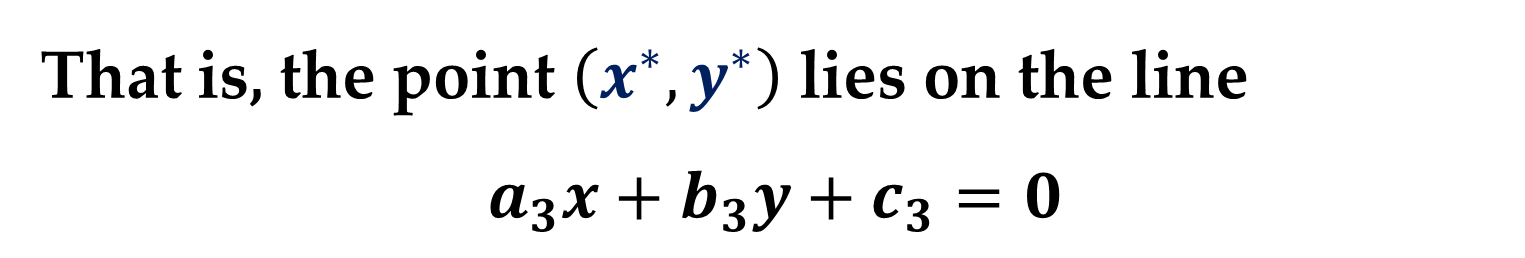 That is, the point (x*, y*) lies on the line
a₃x + b₃y + c₃ = 0